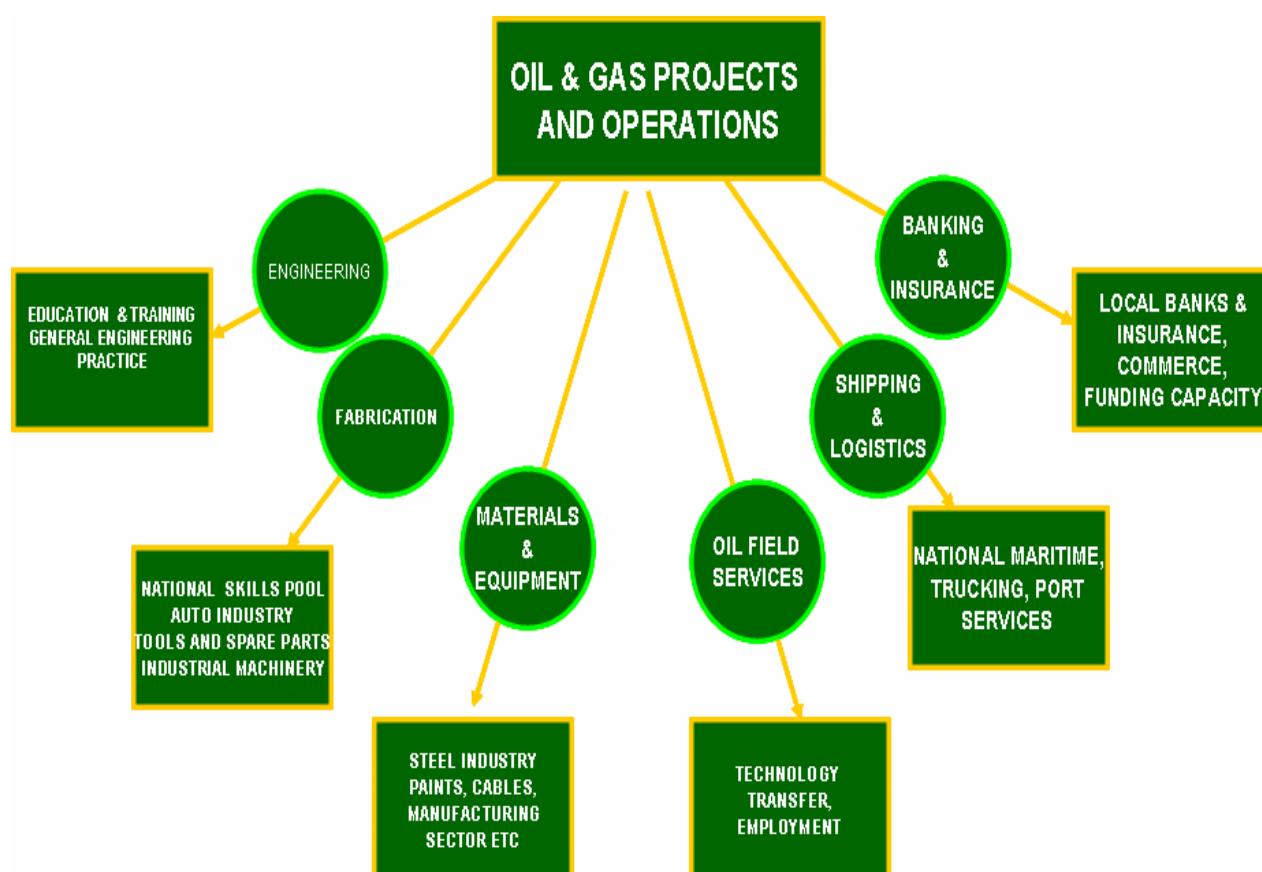 OIL & GAS PROJECTS
AND OPERATIONS
ENGINEERING
EDUCATION & TRAINING
GENERAL ENGINEERING
PRACTICE
FABRICATION
NATIONAL SKILLS POOL
AUTO INDUSTRY
TOOLS AND SPARE PARTS
INDUSTRIAL MACHINERY
MATERIALS
&
EQUIPMENT
STEEL INDUSTRY
PAINTS, CABLES,
MANUFACTURING
SECTOR ETC
OIL FIELD
SERVICES
TECHNOLOGY
TRANSFER,
EMPLOYMENT
SHIPPING
&
LOGISTICS
NATIONAL MARITIME,
TRUCKING, PORT
SERVICES
BANKING
&
INSURANCE
LOCAL BANKS &
INSURANCE,
COMMERCE,
FUNDING CAPACITY